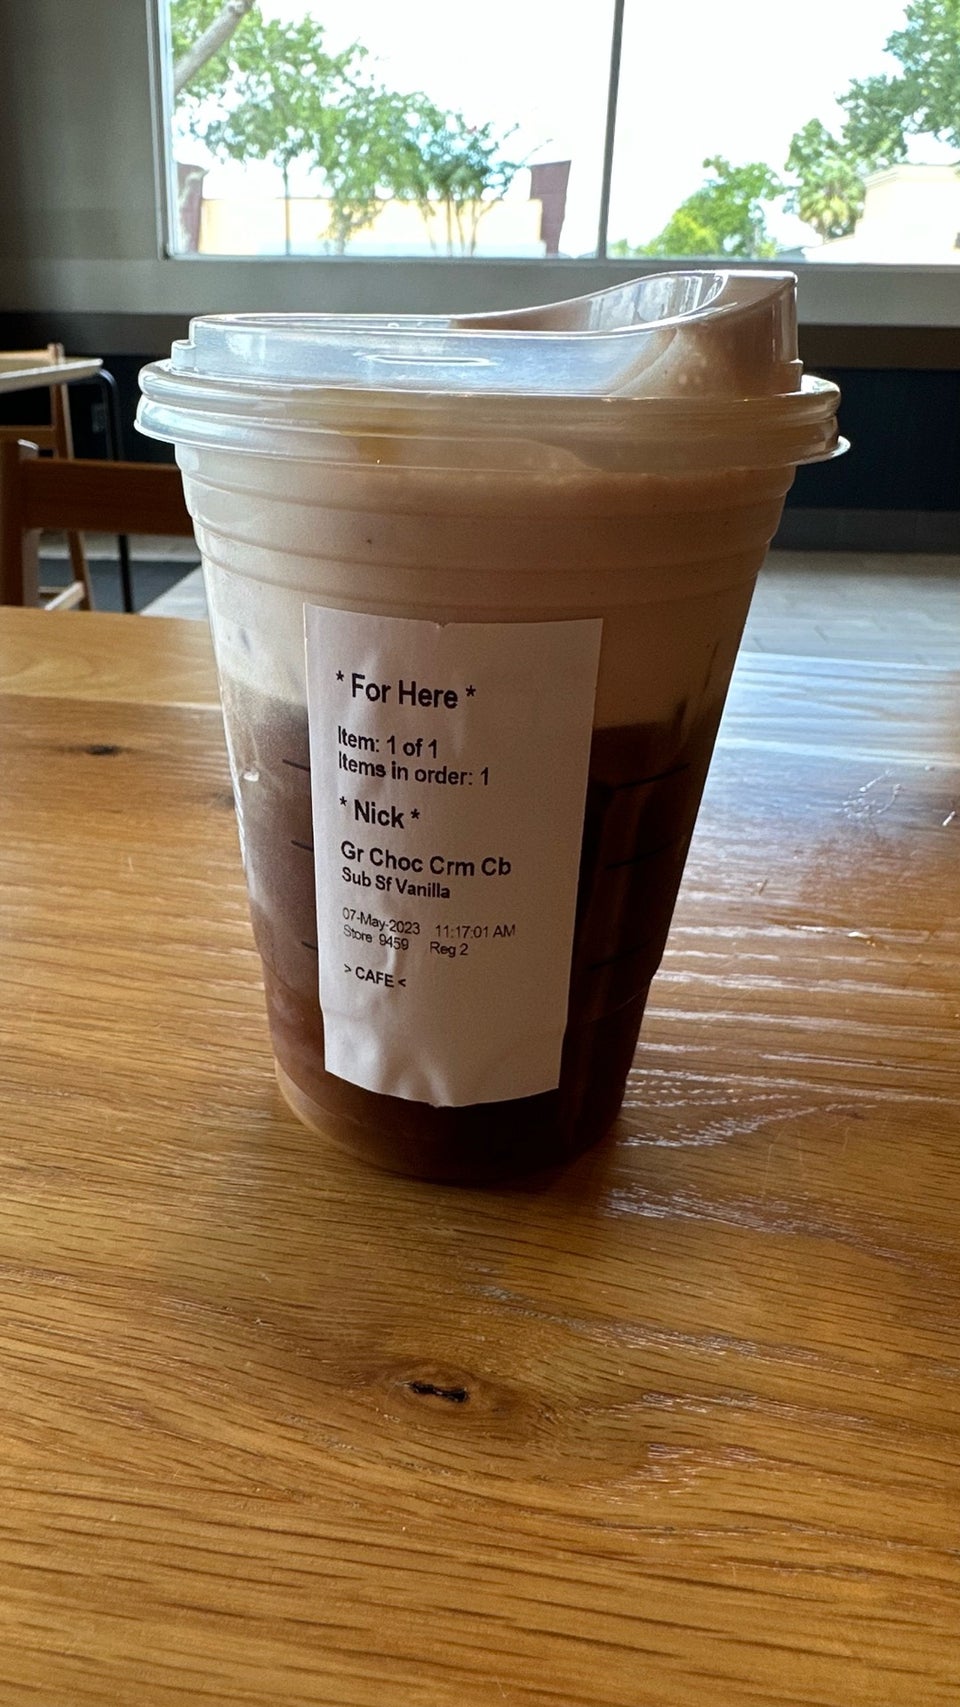 * For Here *
Item: 1 of 1
Items in order: 1
* Nick *
Gr Choc Crm Cb
Sub Sf Vanilla
07-May-2023 11:17:01 AM
Store 9459 Reg 2
> CAFE <